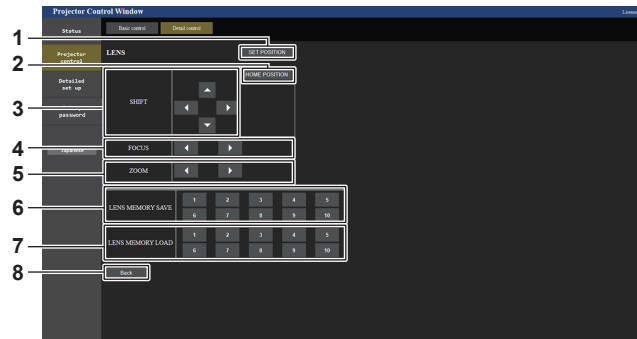 Projector Control Window
License
Status
Basic control
Detail control
1
LENS
SET POSITION
Projector
control
2
HOME POSITION
Detailed
set up
3
SHIFT
password
4
FOCUS
Japanese
5
ZOOM
6
LENS MEMORY SAVE
1 2 3 4 5
6 7 8 9 10
7
LENS MEMORY LOAD
1 2 3 4 5
6 7 8 9 10
8
Back